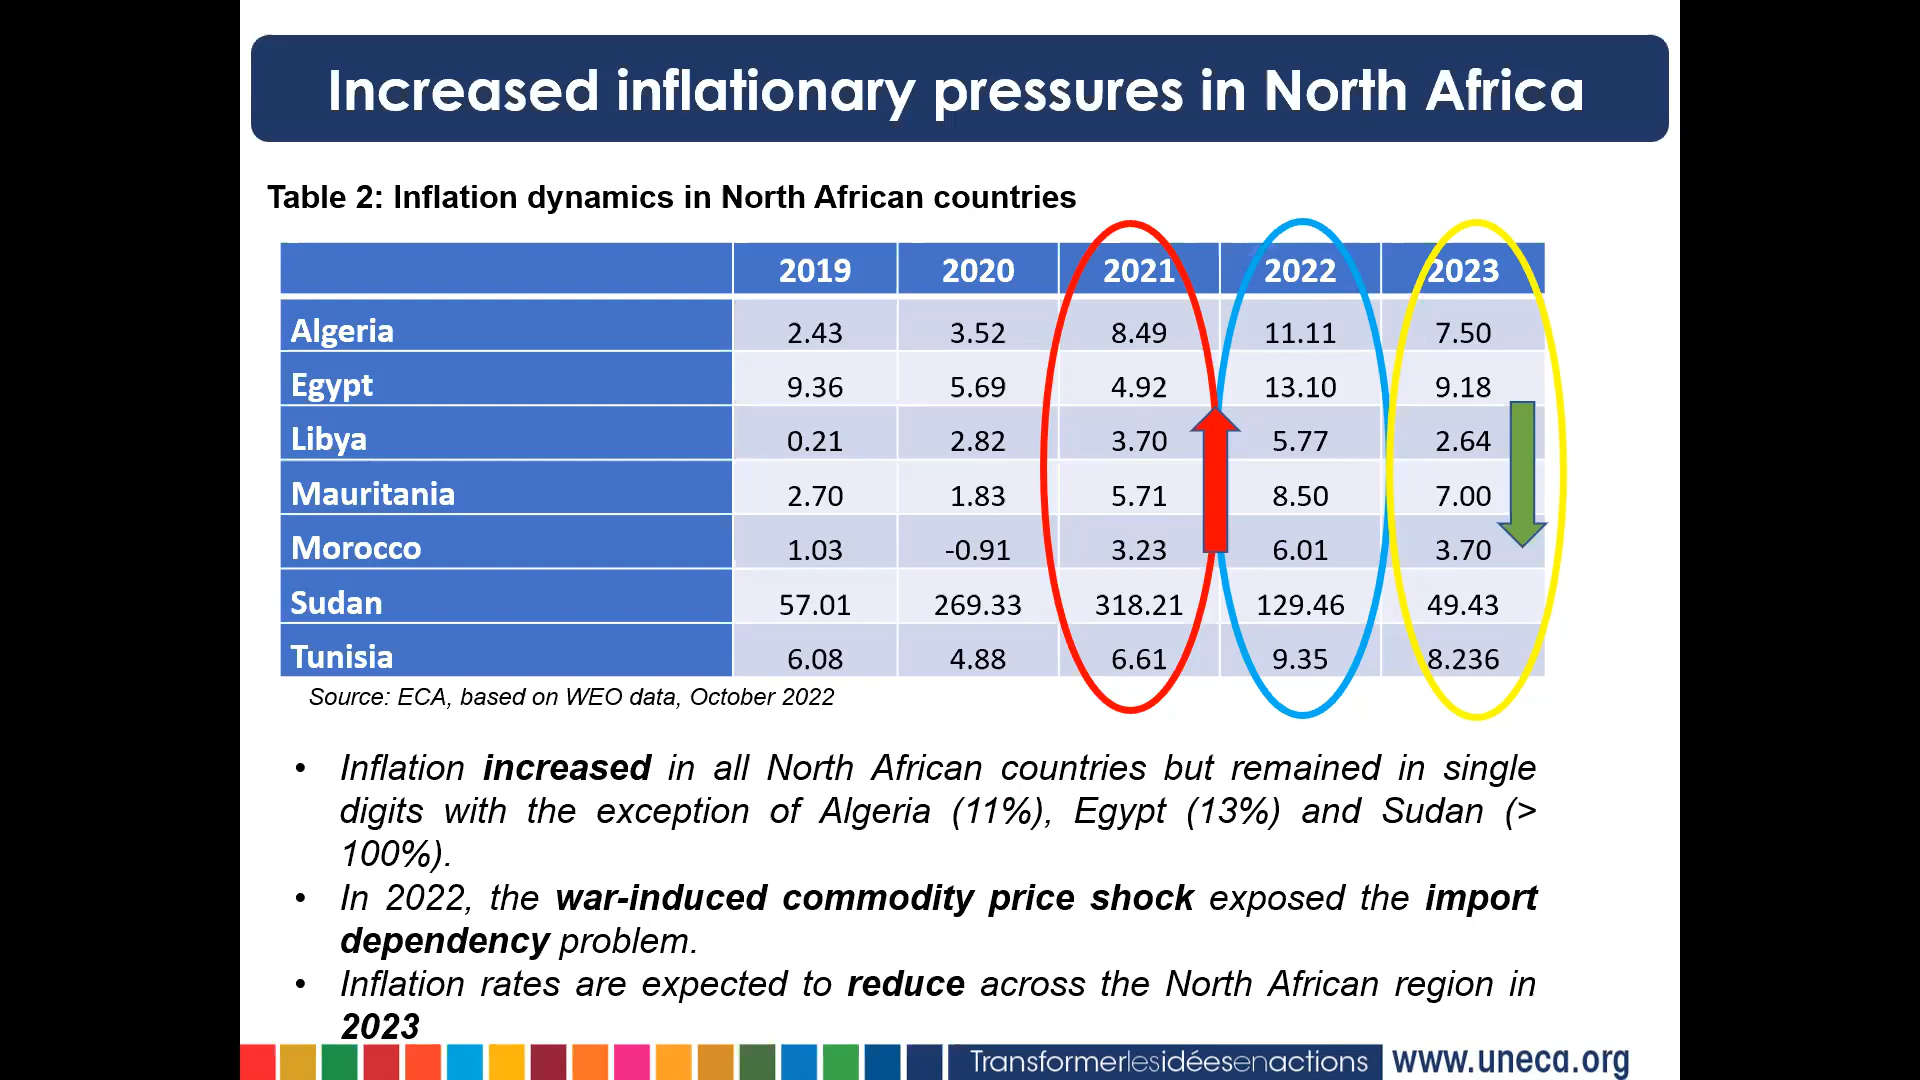 Increased inflationary pressures in North Africa
Table 2: Inflation dynamics in North African countries
2019 2020 2021 2022 2023
Algeria 2.43 3.52 8.49 11.11 7.50
Egypt 9.36 5.69 4.92 13.10 9.18
Libya 0.21 2.82 3.70 5.77 2.64
Mauritania 2.70 1.83 5.71 8.50 7.00
Morocco 1.03 -0.91 3.23 6.01 3.70
Sudan 57.01 269.33 318.21 129.46 49.43
Tunisia 6.08 4.88 6.61 9.35 8.236
Source: ECA, based on WEO data, October 2022
• Inflation increased in all North African countries but remained in single
digits with the exception of Algeria (11%), Egypt (13%) and Sudan (>
100%).
• In 2022, the war-induced commodity price shock exposed the import
dependency problem.
• Inflation rates are expected to reduce across the North African region in
2023
Transformerlesidéesenactions www.uneca.org